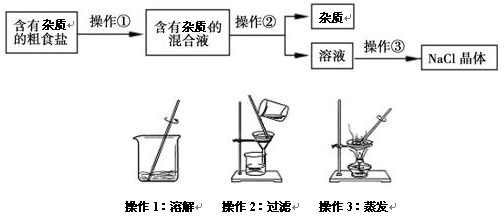 含有杂质
的粗食盐
操作①
含有杂质的
混合液
操作②
杂质
溶液
操作③
NaCl 晶体
操作 1：溶解
操作 2：过滤
操作 3：蒸发